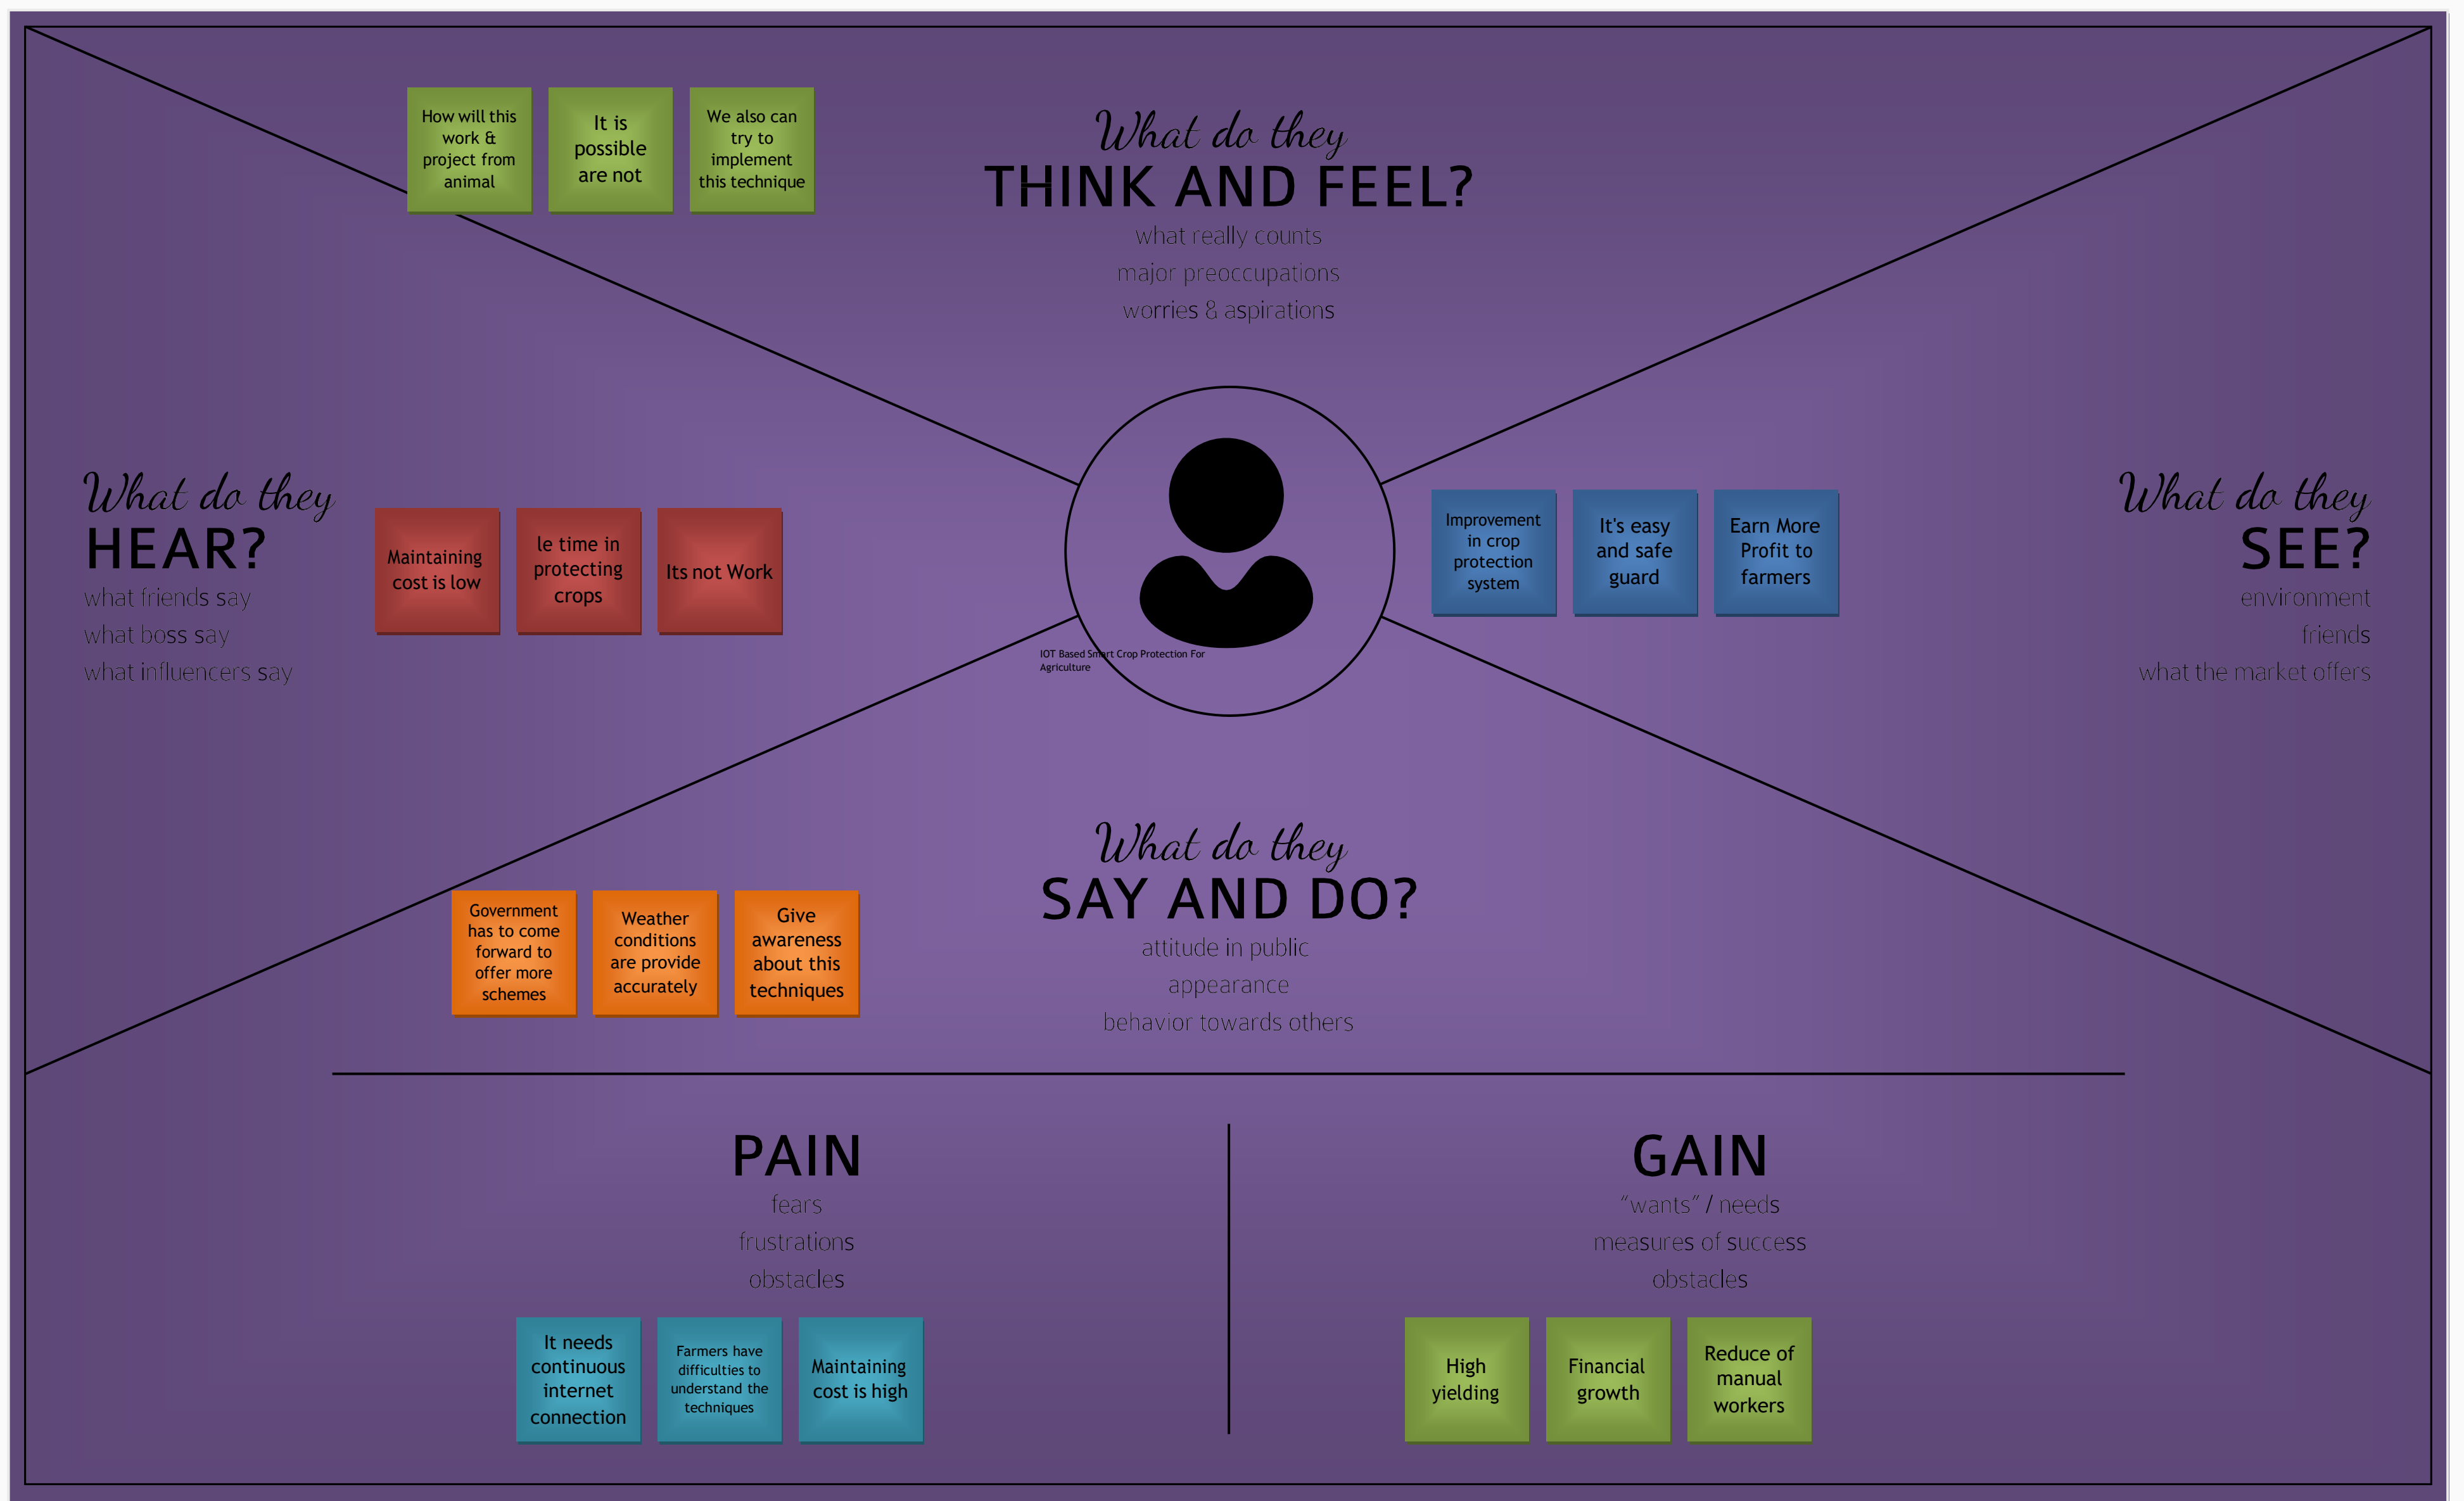 How will this
work &
project from
animal
It is
possible
are not
We also can
try to
implement
this technique
What do they
THINK AND FEEL?
what really counts
major preoccupations
worries & aspirations
What do they
HEAR?
what friends say
what boss say
what influencers say
Maintaining
cost is low
le time in
protecting
crops
Its not Work
IOT Based Smart Crop Protection For
Agriculture
Improvement
in crop
protection
system
It's easy
and safe
guard
Earn More
Profit to
farmers
What do they
SEE?
environment
friends
what the market offers
What do they
SAY AND DO?
attitude in public
appearance
behavior towards others
Government
has to come
forward to
offer more
schemes
Weather
conditions
are provide
accurately
Give
awareness
about this
techniques
PAIN
fears
frustrations
obstacles
It needs
continuous
internet
connection
Farmers have
difficulties to
understand the
techniques
Maintaining
cost is high
GAIN
“wants” / needs
measures of success
obstacles
High
yielding
Financial
growth
Reduce of
manual
workers